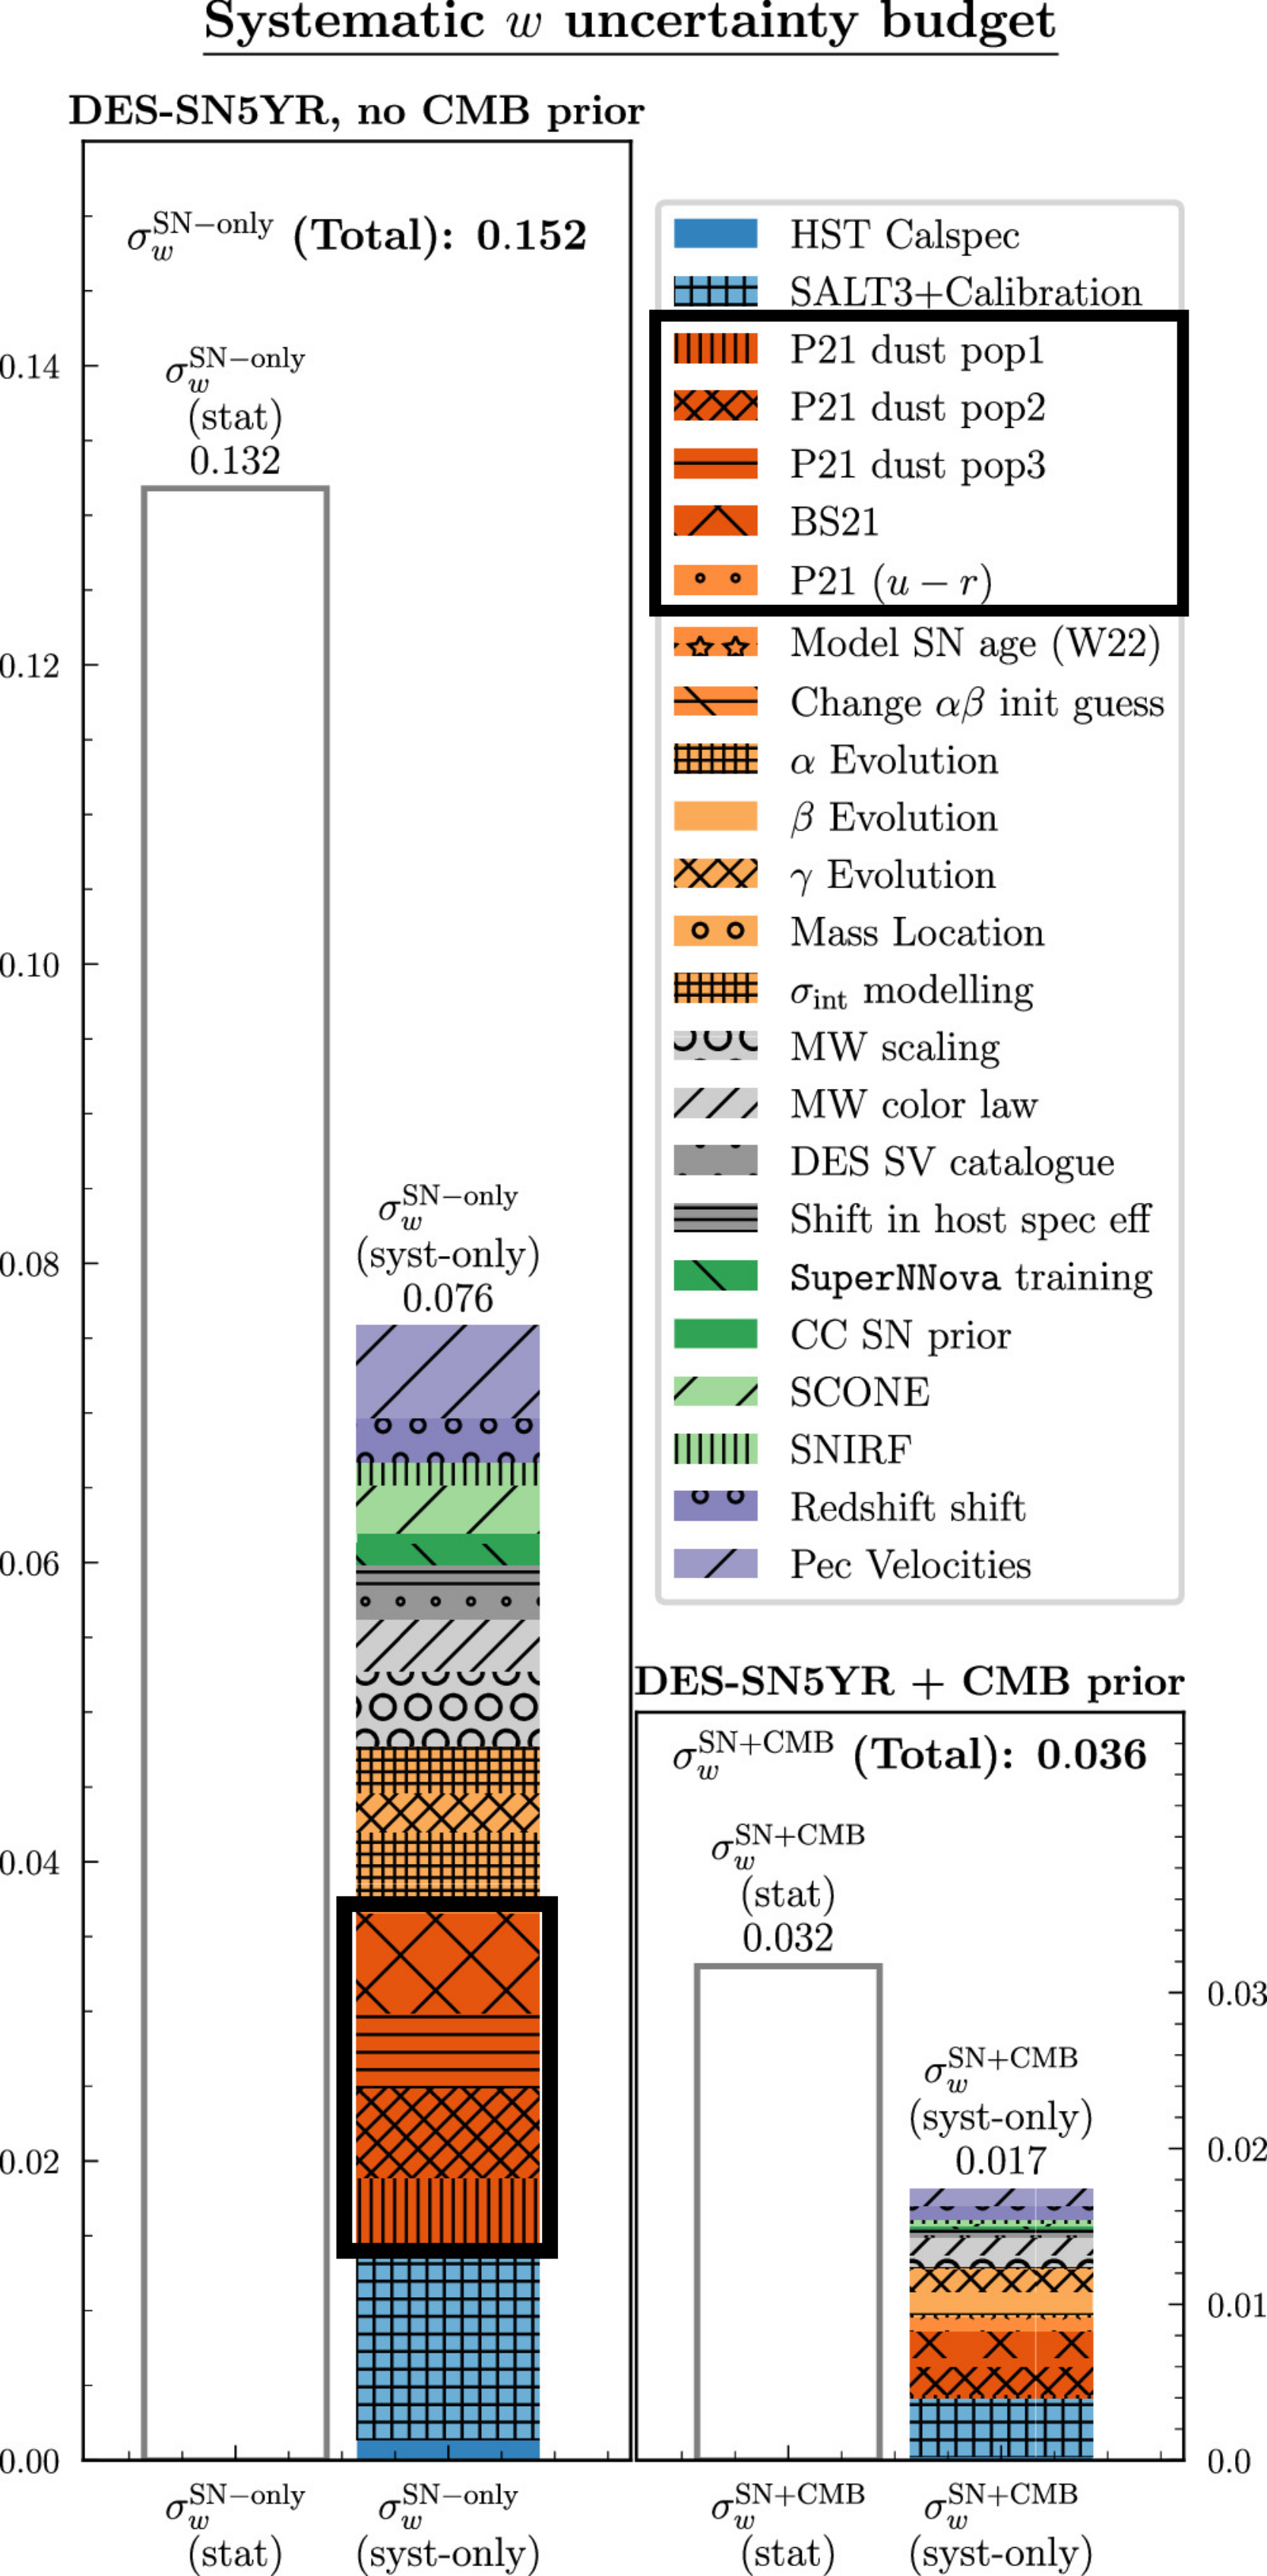 Systematic w uncertainty budget
DES-SN5YR, no CMB prior
σ_w^{SN−only} (Total): 0.152
σ_w^{SN−only}
(stat)
0.132
σ_w^{SN−only}
(syst-only)
0.076
0.14
0.12
0.10
0.08
0.06
0.04
0.02
0.00
σ_w^{SN−only}
(stat)
σ_w^{SN−only}
(syst-only)
HST Calspec
SALT3+Calibration
P21 dust pop1
P21 dust pop2
P21 dust pop3
BS21
P21 (u − r)
Model SN age (W22)
Change αβ init guess
α Evolution
β Evolution
γ Evolution
Mass Location
σ_int modelling
MW scaling
MW color law
DES SV catalogue
Shift in host spec eff
SuperNNova training
CC SN prior
SCONE
SNIRF
Redshift shift
Pec Velocities
DES-SN5YR + CMB prior
σ_w^{SN+CMB} (Total): 0.036
σ_w^{SN+CMB}
(stat)
0.032
σ_w^{SN+CMB}
(syst-only)
0.017
0.03
0.02
0.01
0.0
σ_w^{SN+CMB}
(stat)
σ_w^{SN+CMB}
(syst-only)